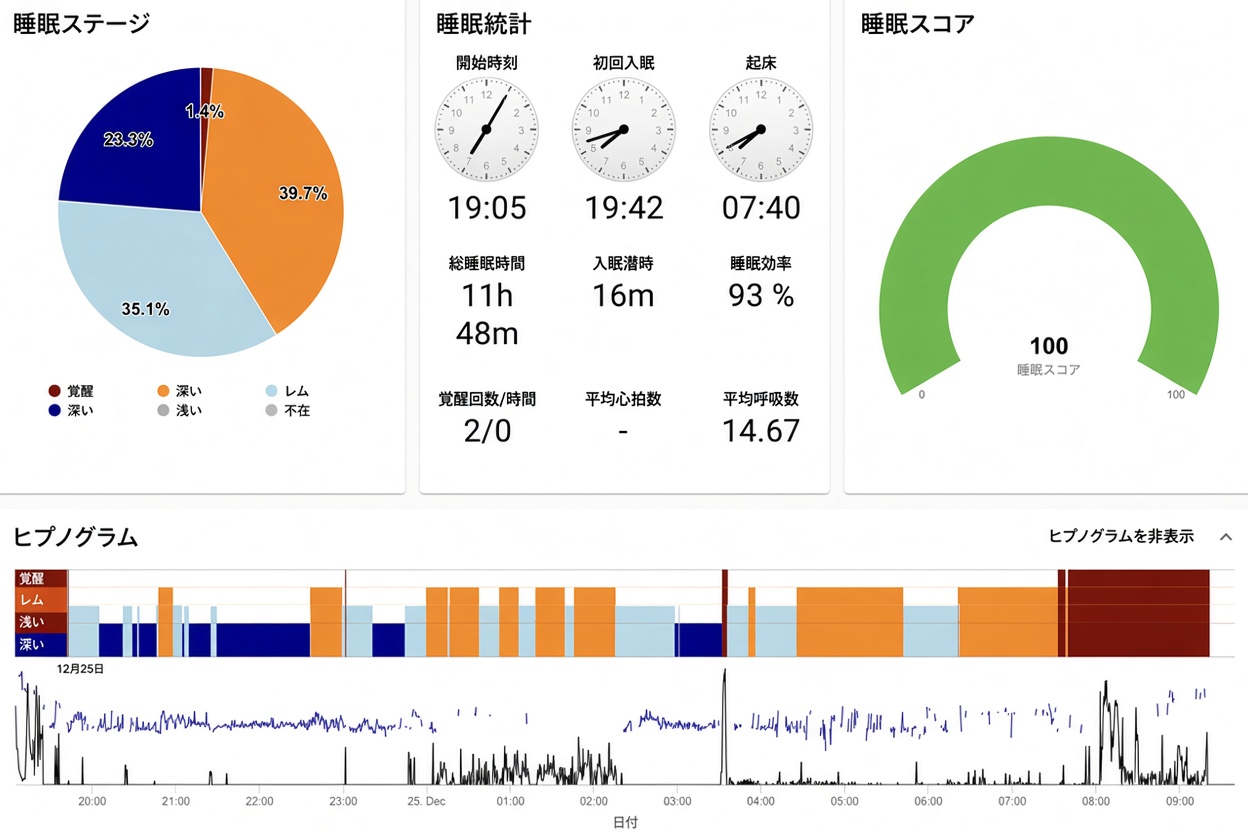 睡眠ステージ
1.4%
23.3%
39.7%
35.1%
覚醒
深い
レム
深い
浅い
不在
睡眠統計
開始時刻
初回入眠
起床
19:05
19:42
07:40
総睡眠時間
入眠潜時
睡眠効率
11h
48m
16m
93 %
覚醒回数/時間
平均心拍数
平均呼吸数
2/0
-
14.67
睡眠スコア
100
睡眠スコア
0
100
ヒプノグラム
ヒプノグラムを非表示
覚醒
レム
浅い
深い
12月25日
20:00
21:00
22:00
23:00
25. Dec
01:00
02:00
03:00
04:00
05:00
06:00
07:00
08:00
09:00
日付